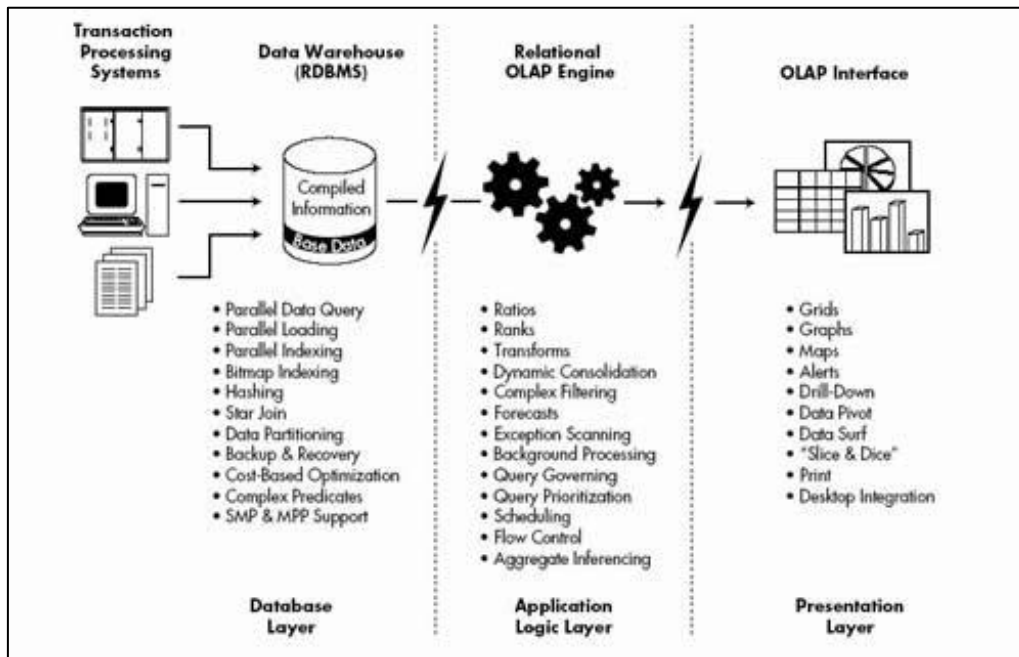 Transaction
Processing
Systems
Data Warehouse
(RDBMS)
Relational
OLAP Engine
OLAP Interface
Compiled
Information
Base Data
• Parallel Data Query
• Parallel Loading
• Parallel Indexing
• Bitmap Indexing
• Hashing
• Star Join
• Data Partitioning
• Backup & Recovery
• Cost-Based Optimization
• Complex Predicates
• SMP & MPP Support
• Ratios
• Ranks
• Transforms
• Dynamic Consolidation
• Complex Filtering
• Forecasts
• Exception Scanning
• Background Processing
• Query Governing
• Query Prioritization
• Scheduling
• Flow Control
• Aggregate Inferencing
• Grids
• Graphs
• Maps
• Alerts
• Drill-Down
• Data Pivot
• Data Surf
• "Slice & Dice"
• Print
• Desktop Integration
Database
Layer
Application
Logic Layer
Presentation
Layer